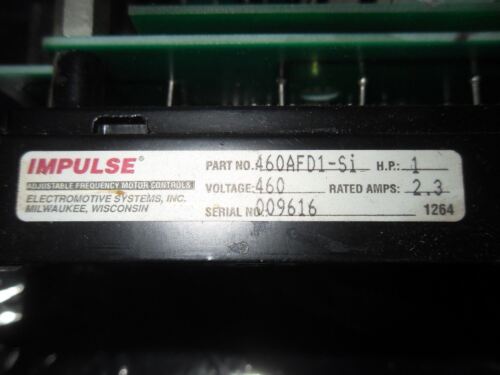 IMPULSE®
ADJUSTABLE FREQUENCY MOTOR CONTROLS
ELECTROMOTIVE SYSTEMS, INC.
MILWAUKEE, WISCONSIN
PART NO. 460AFD1-Si H.P.: 1
VOLTAGE: 460 RATED AMPS: 2.3
SERIAL NO. 009616 1264